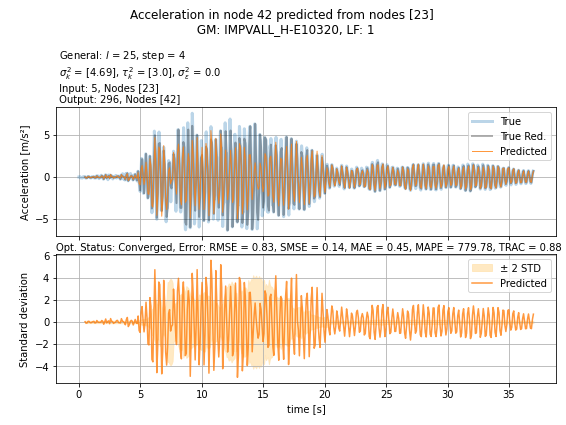 Acceleration in node 42 predicted from nodes [23]
GM: IMPVALL_H-E10320, LF: 1
General: l = 25, step = 4
σ²ₖ = [4.69], τ²ₖ = [3.0], σ²ε = 0.0
Input: 5, Nodes [23]
Output: 296, Nodes [42]
Acceleration [m/s²]
5
0
−5
True
True Red.
Predicted
Opt. Status: Converged, Error: RMSE = 0.83, SMSE = 0.14, MAE = 0.45, MAPE = 779.78, TRAC = 0.88
Standard deviation
6
4
2
0
−2
−4
± 2 STD
Predicted
0 5 10 15 20 25 30 35
time [s]